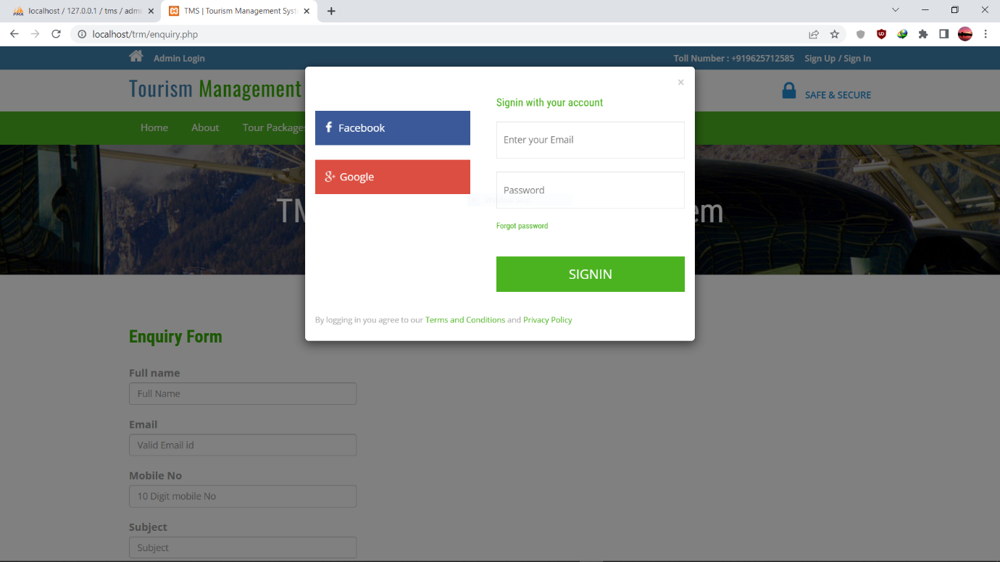 localhost / 127.0.0.1 / tms / admi
TMS | Tourism Management Syst
localhost/trm/enquiry.php
Admin Login
Toll Number : +919625712585 Sign Up / Sign In
Tourism Management
SAFE & SECURE
Home About Tour Packages
TM
em
×
Signin with your account
Facebook
Enter your Email
Google
Password
Forgot password
SIGNIN
By logging in you agree to our Terms and Conditions and Privacy Policy
Enquiry Form
Full name
Full Name
Email
Valid Email id
Mobile No
10 Digit mobile No
Subject
Subject